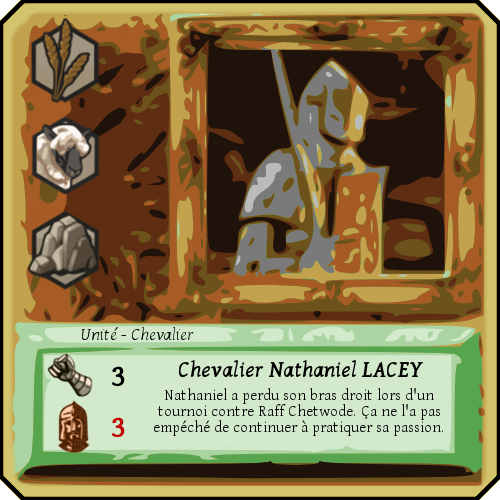 Unité - Chevalier
3
Chevalier Nathaniel LACEY
3
Nathaniel a perdu son bras droit lors d'un
tournoi contre Raff Chetwode. Ça ne l'a pas
empéché de continuer à pratiquer sa passion.